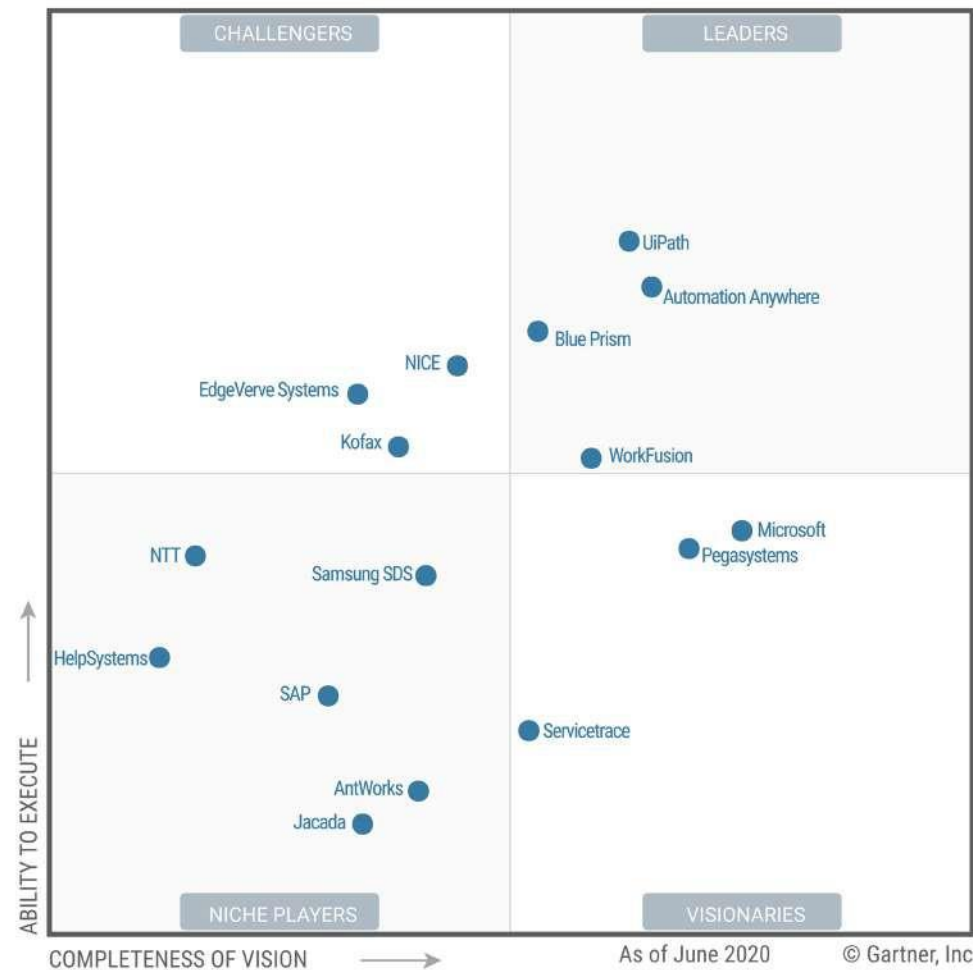 CHALLENGERS
LEADERS
UiPath
Automation Anywhere
Blue Prism
NICE
EdgeVerve Systems
Kofax
WorkFusion
Microsoft
Pegasystems
NTT
Samsung SDS
HelpSystems
SAP
Servicetrace
AntWorks
Jacada
NICHE PLAYERS
VISIONARIES
ABILITY TO EXECUTE
COMPLETENESS OF VISION
As of June 2020
© Gartner, Inc